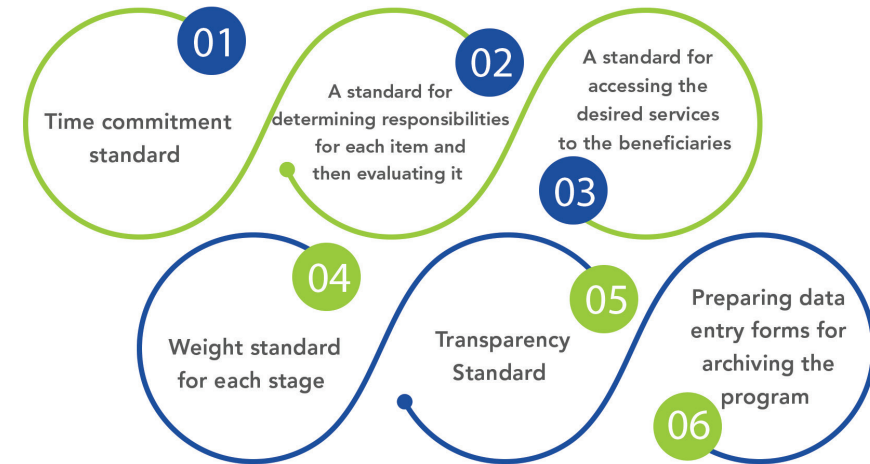 01
Time commitment
standard
02
A standard for
determining responsibilities
for each item and
then evaluating it
A standard for
accessing the
desired services
to the beneficiaries
03
04
Weight standard
for each stage
05
Transparency
Standard
Preparing data
entry forms for
archiving the
program
06